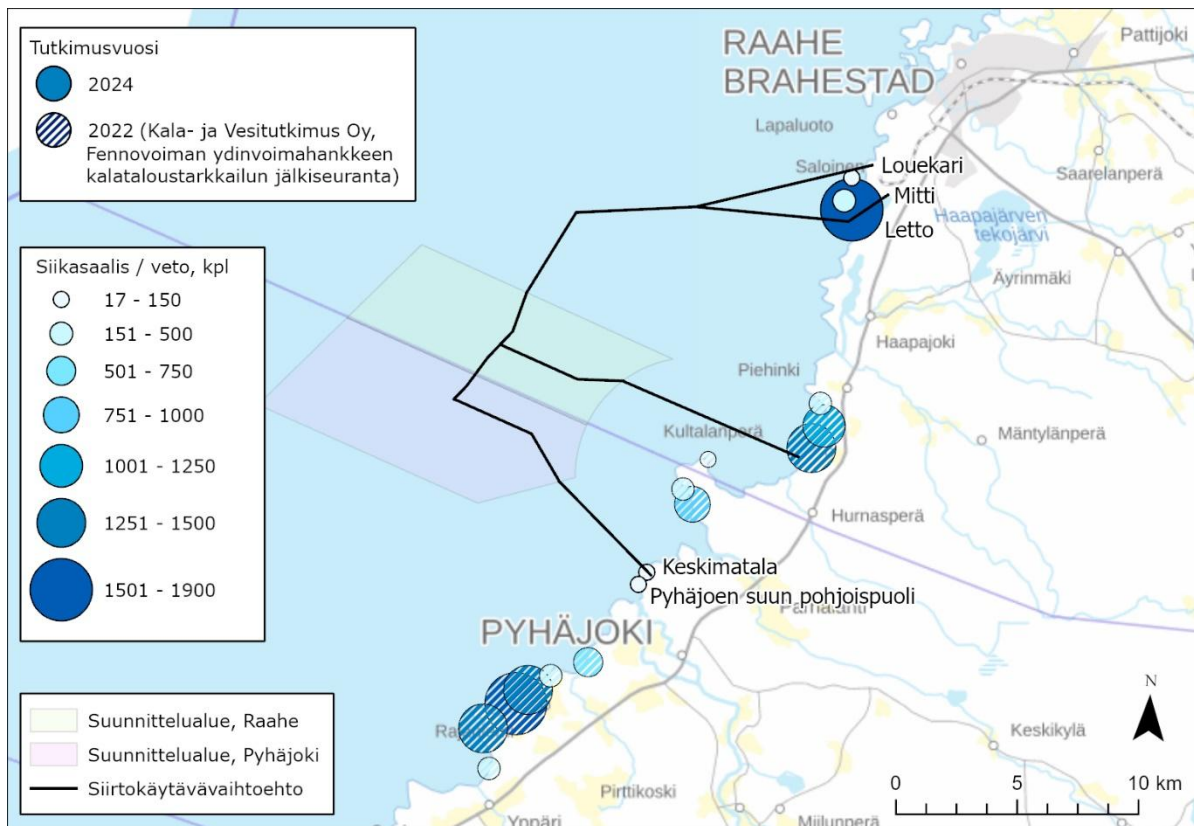 Tutkimusvuosi
2024
2022 (Kala- ja Vesitutkimus Oy,
Fennovoiman ydinvoimahankkeen
kalataloustarkkailun jälkiseuranta)
Siikasaalis / veto, kpl
17 - 150
151 - 500
501 - 750
751 - 1000
1001 - 1250
1251 - 1500
1501 - 1900
Suunnittelualue, Raahe
Suunnittelualue, Pyhäjoki
Siirtokäytävävaihtoehto
RAAHE
BRAHESTAD
Pattijoki
Lapaluoto
Saloinen
Louekari
Mitti
Letto
Saarelanperä
Haapajärven
tekojärvi
Äyrinmäki
Haapajoki
Piehinki
Kultalanperä
Mäntylänperä
Hurnasperä
Keskimatala
Pyhäjoen suun pohjoispuoli
Parhalahti
PYHÄJOKI
Keskikylä
Pirttikoski
Yppäri
N
0 5 10 km